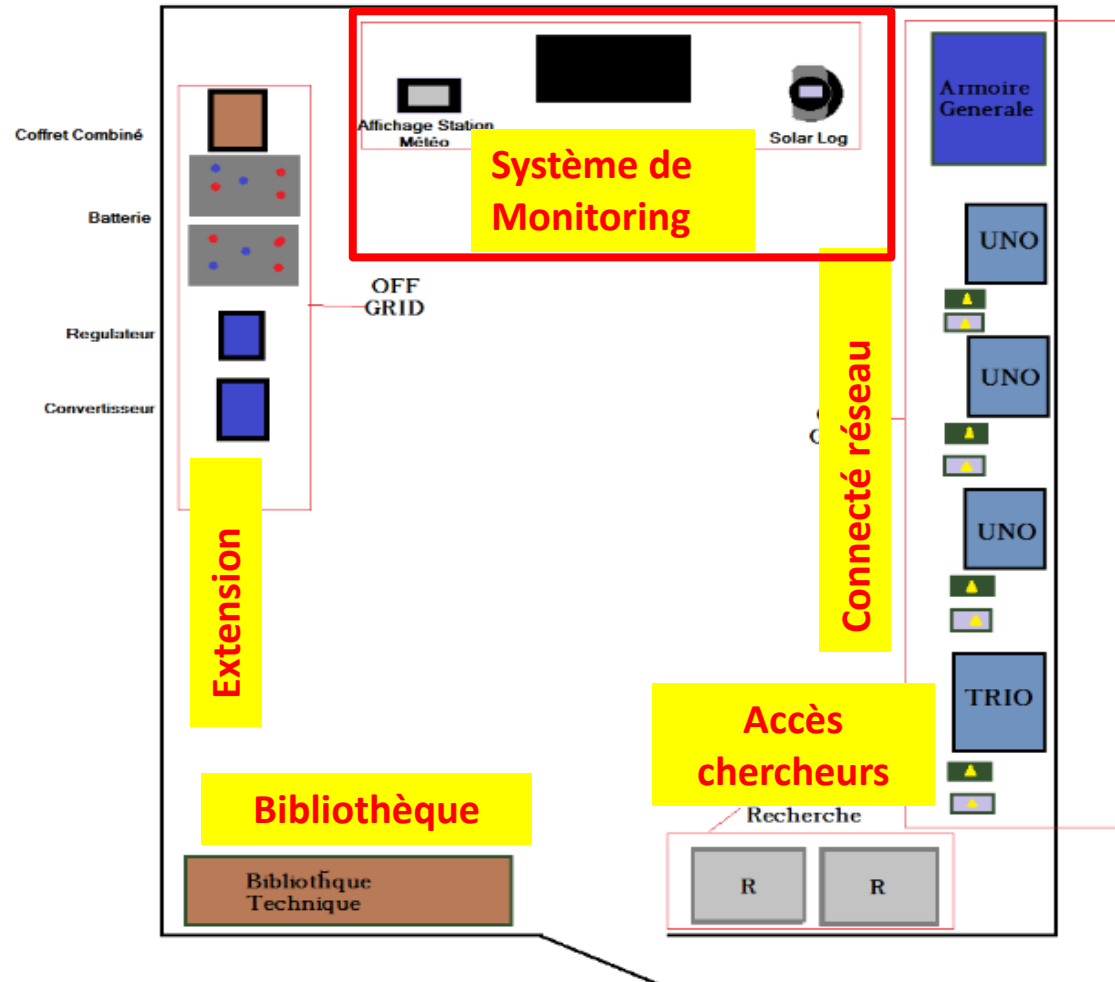 Affichage Station
Météo
Solar Log
Système de
Monitoring
Armoire
Generale
Coffret Combiné
Batterie
Regulateur
Convertisseur
OFF
GRID
Extension
Connecté réseau
UNO
UNO
UNO
TRIO
Accès
chercheurs
Recherche
R
R
Bibliothèque
Bibliothique
Technique